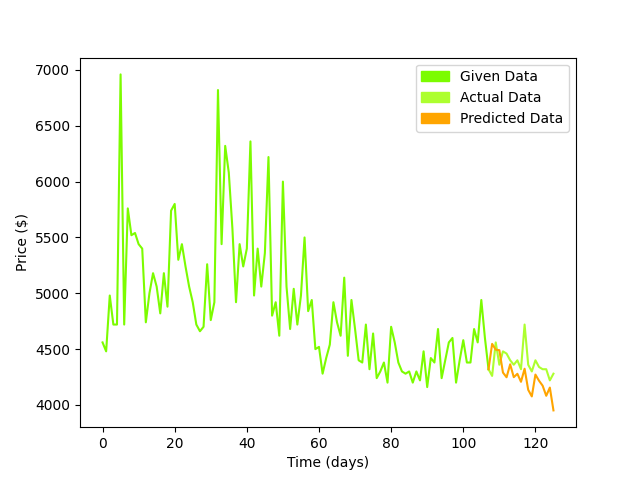 7000
6500
6000
5500
5000
4500
4000
Price ($)
0 20 40 60 80 100 120
Time (days)
Given Data
Actual Data
Predicted Data